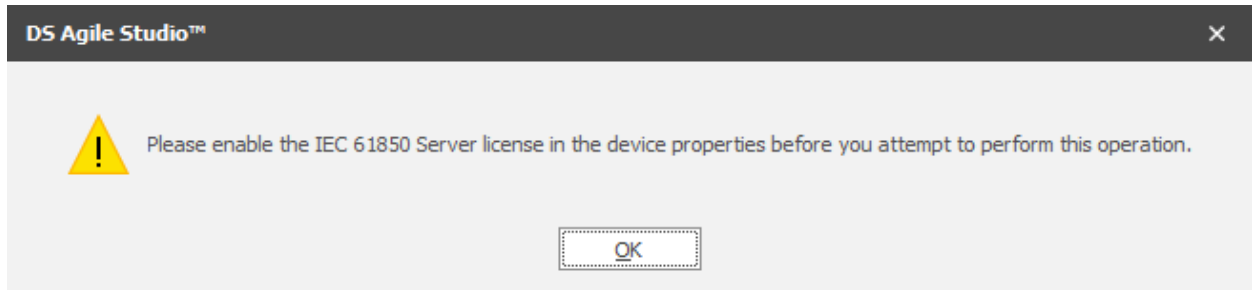 DS Agile Studio™
Please enable the IEC 61850 Server license in the device properties before you attempt to perform this operation.
OK